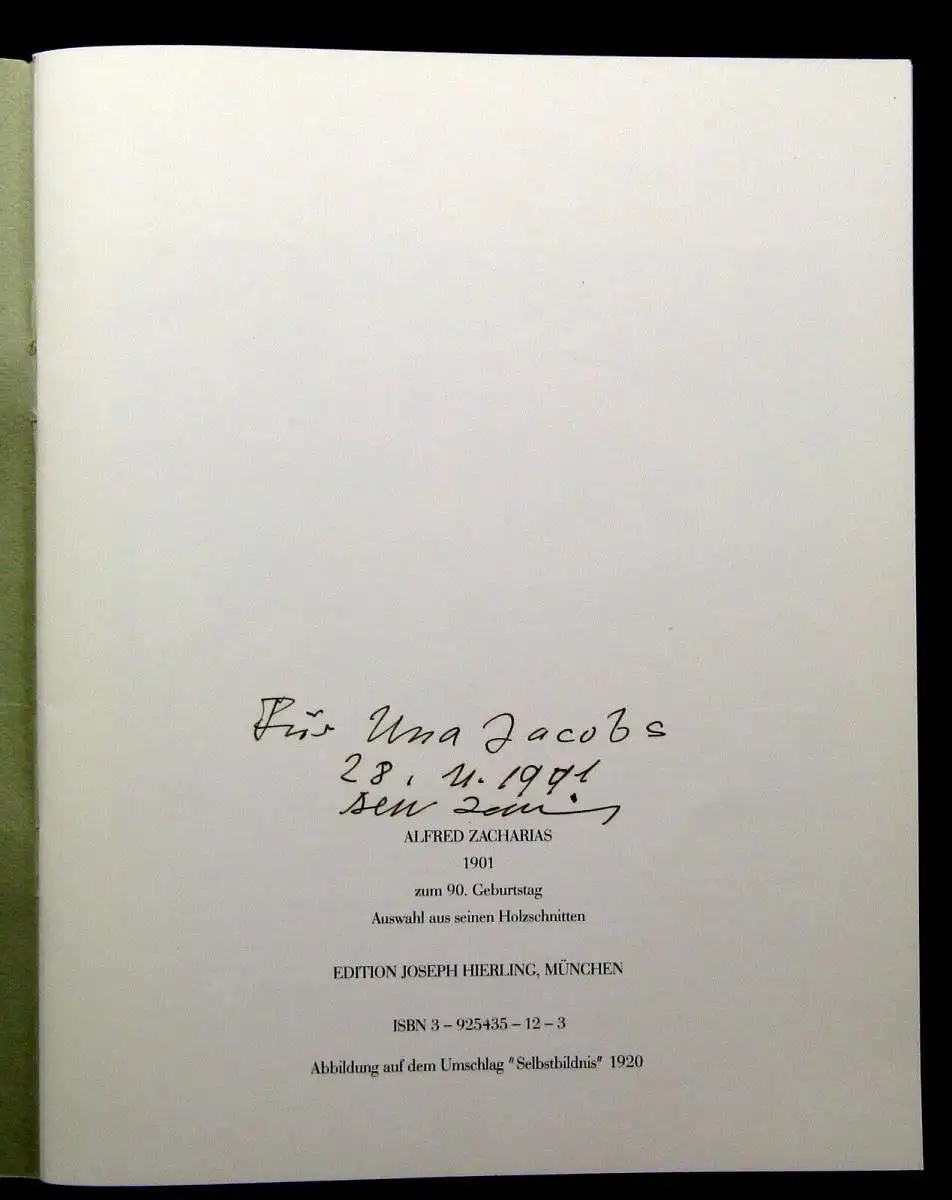 Für Una Jacobs
28. 11. 1991
ALFRED ZACHARIAS
1901
zum 90. Geburtstag
Auswahl aus seinen Holzschnitten
EDITION JOSEPH HIERLING, MÜNCHEN
ISBN 3 – 925435 – 12 – 3
Abbildung auf dem Umschlag "Selbstbildnis" 1920